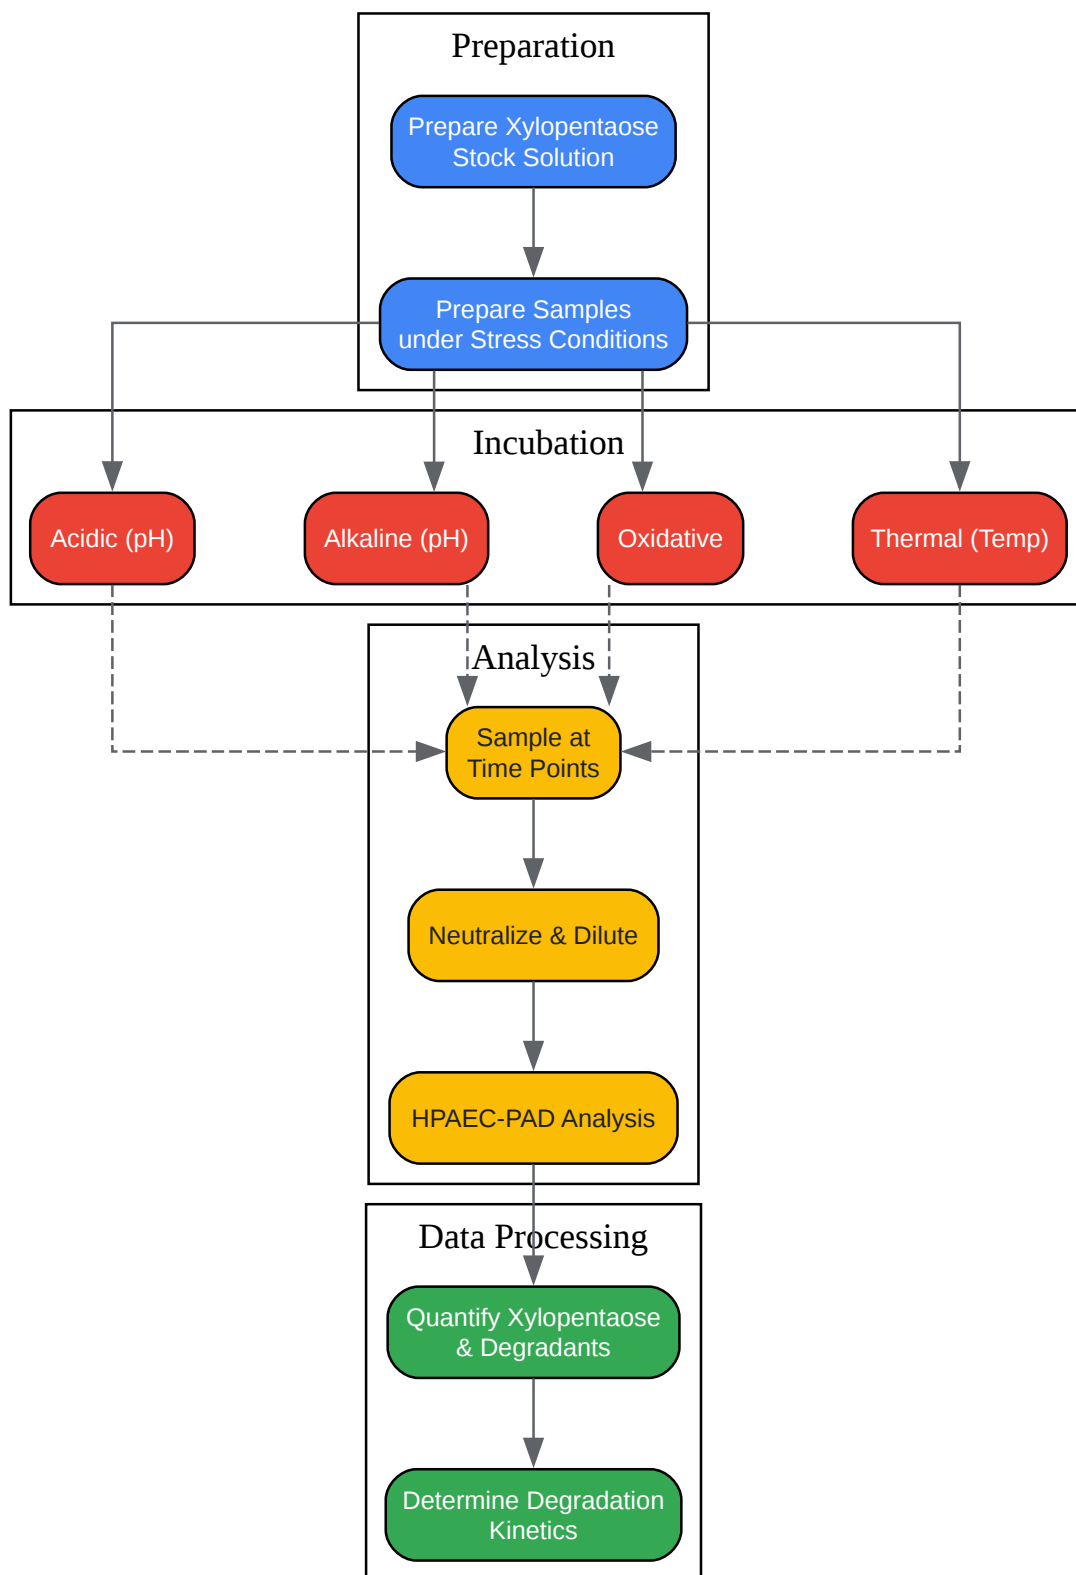 Preparation
Prepare Xylopentaose
Stock Solution
Prepare Samples
under Stress Conditions
Incubation
Acidic (pH)
Alkaline (pH)
Oxidative
Thermal (Temp)
Analysis
Sample at
Time Points
Neutralize & Dilute
HPAEC-PAD Analysis
Data Processing
Quantify Xylopentaose
& Degradants
Determine Degradation
Kinetics